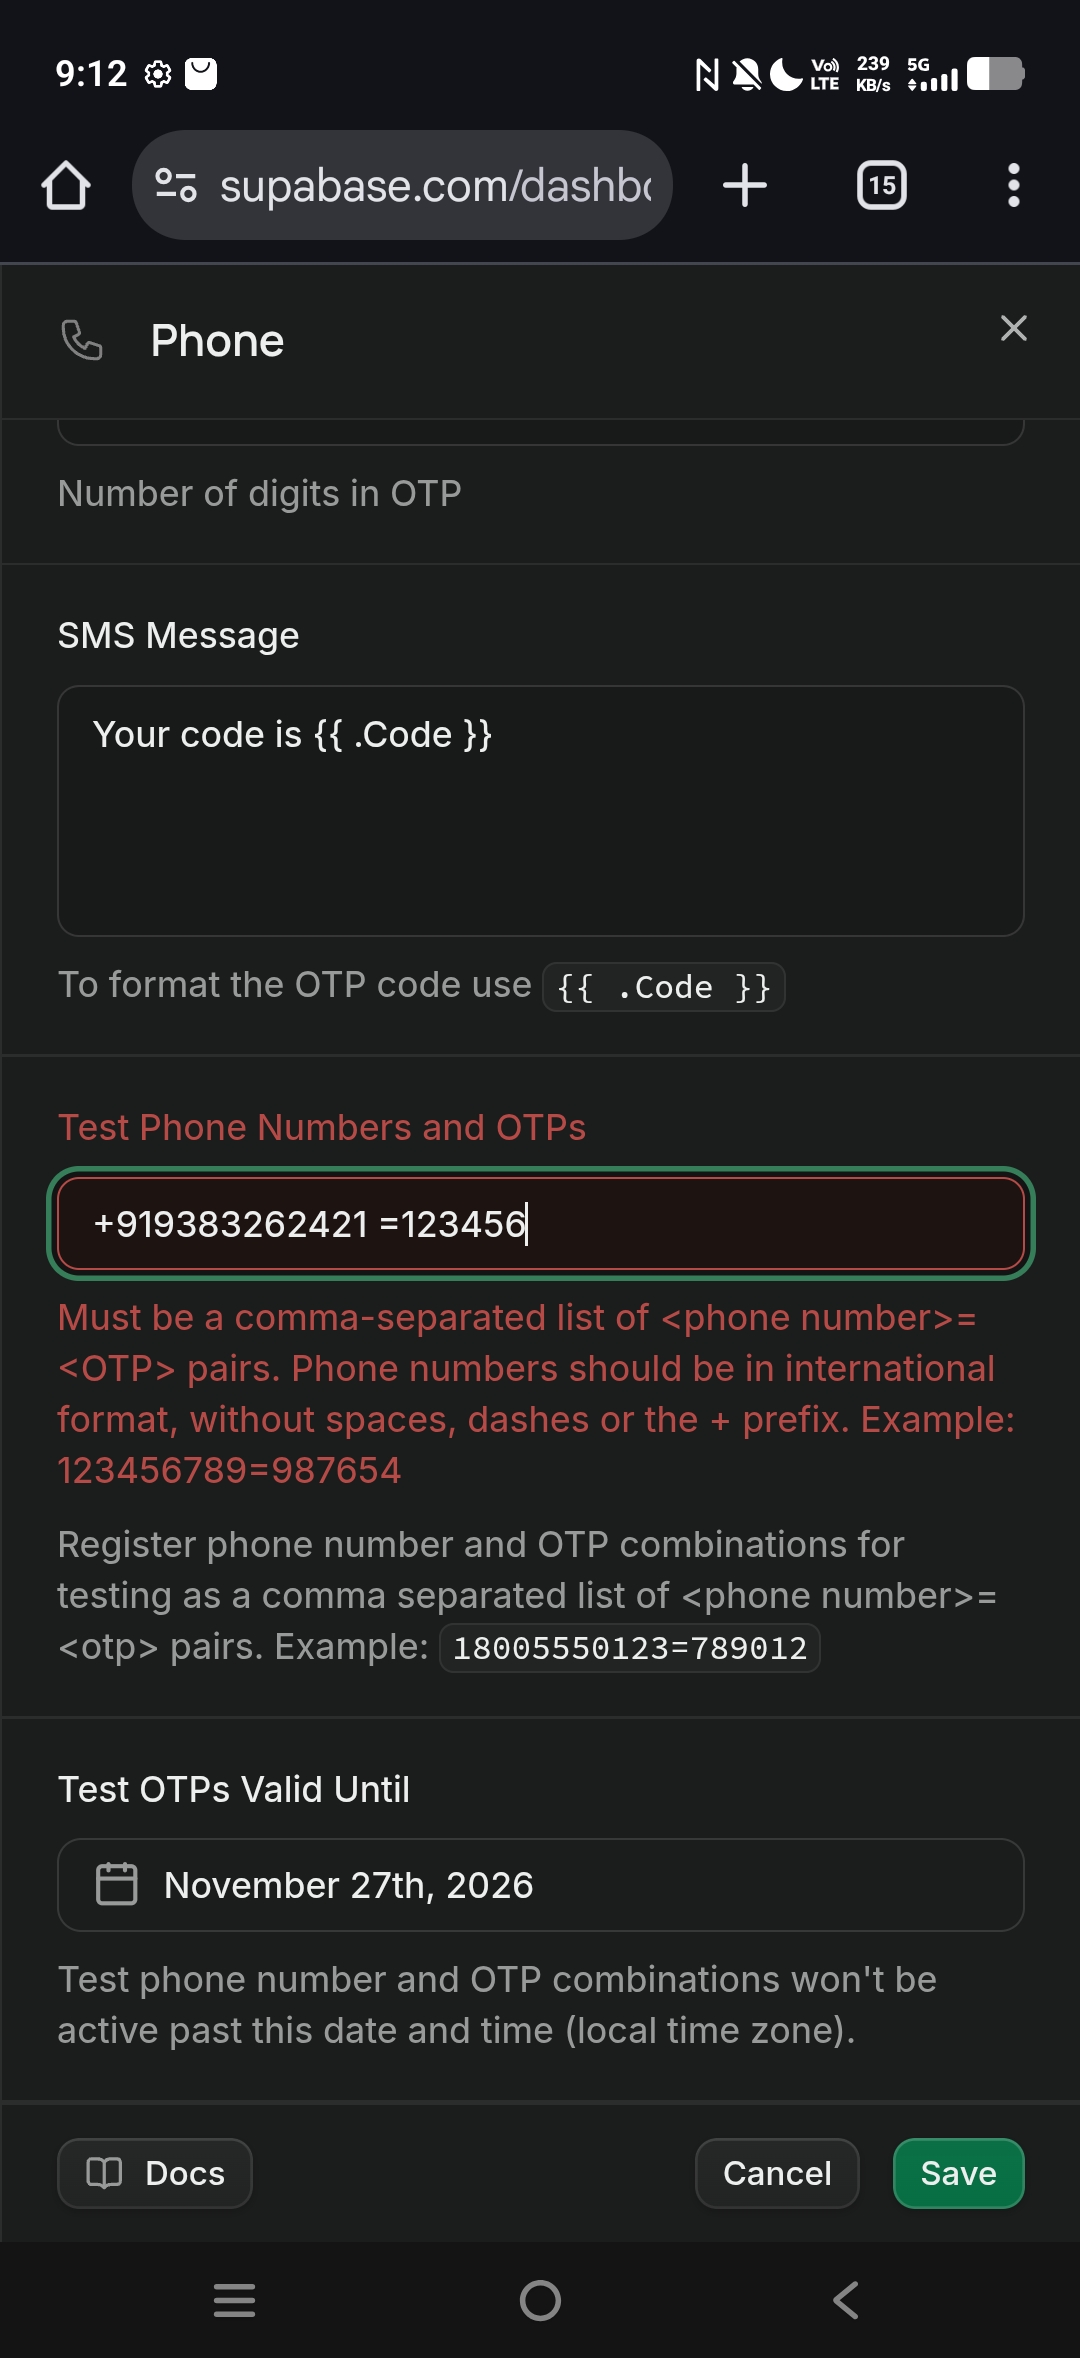 9:12
Vo))
LTE
239
KB/s
5G
supabase.com/dashbo
15
Phone
Number of digits in OTP
SMS Message
Your code is {{ .Code }}
To format the OTP code use {{ .Code }}
Test Phone Numbers and OTPs
+919383262421 =123456
Must be a comma-separated list of <phone number>=
<OTP> pairs. Phone numbers should be in international
format, without spaces, dashes or the + prefix. Example:
123456789=987654
Register phone number and OTP combinations for
testing as a comma separated list of <phone number>=
<otp> pairs. Example: 18005550123=789012
Test OTPs Valid Until
November 27th, 2026
Test phone number and OTP combinations won't be
active past this date and time (local time zone).
Docs
Cancel
Save